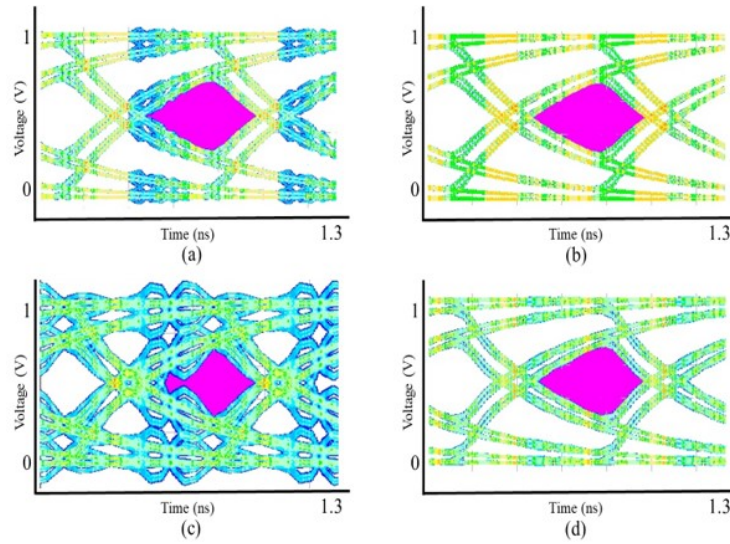 1
Voltage (V)
0
Time (ns)
1.3
(a)
1
Voltage (V)
0
Time (ns)
1.3
(b)
1
Voltage (V)
0
Time (ns)
1.3
(c)
1
Voltage (V)
0
Time (ns)
1.3
(d)